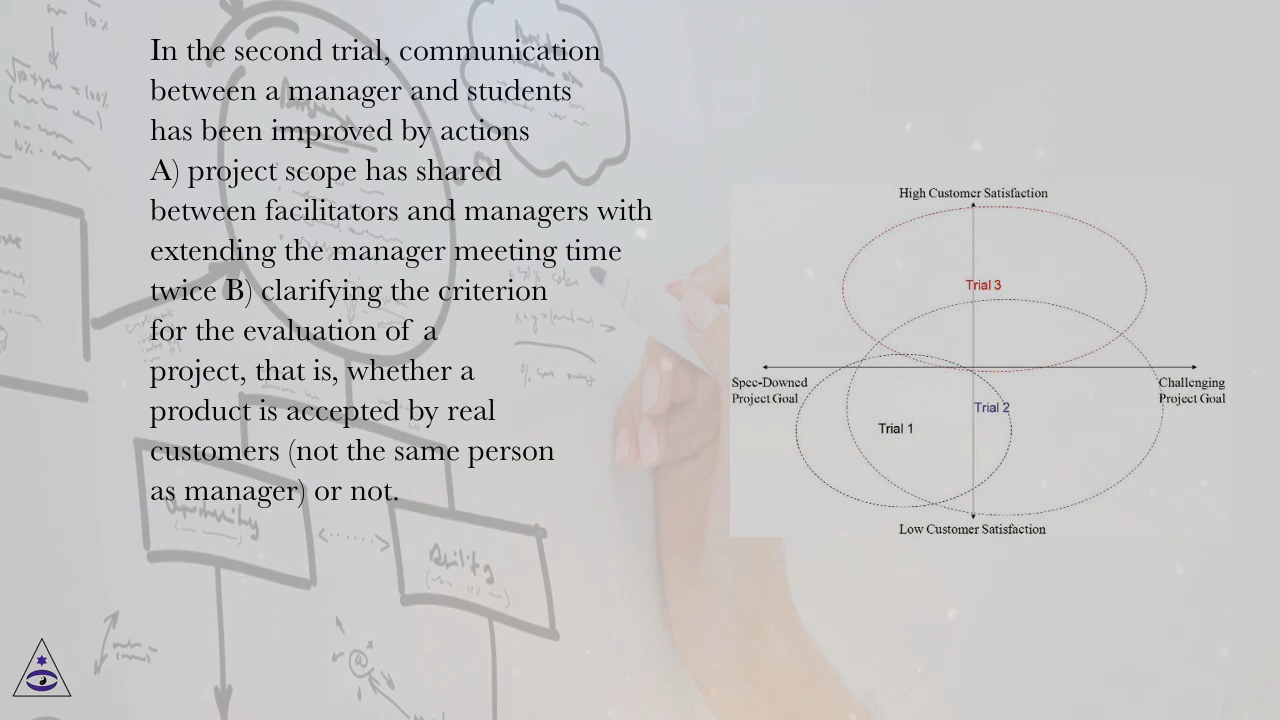 In the second trial, communication
between a manager and students
has been improved by actions
A) project scope has shared
between facilitators and managers with
extending the manager meeting time
twice B) clarifying the criterion
for the evaluation of a
project, that is, whether a
product is accepted by real
customers (not the same person
as manager) or not.
High Customer Satisfaction
Trial 3
Spec-Downed
Project Goal
Challenging
Project Goal
Trial 2
Trial 1
Low Customer Satisfaction
Ability